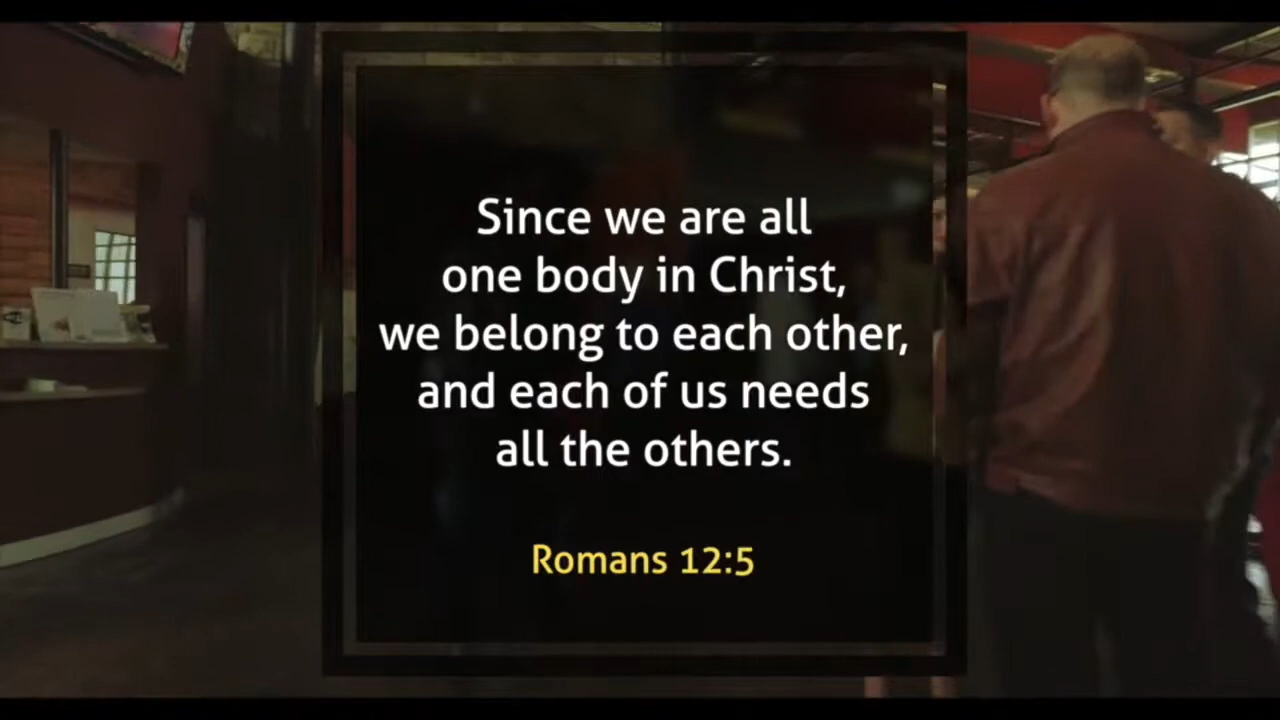 Since we are all
one body in Christ,
we belong to each other,
and each of us needs
all the others.
Romans 12:5